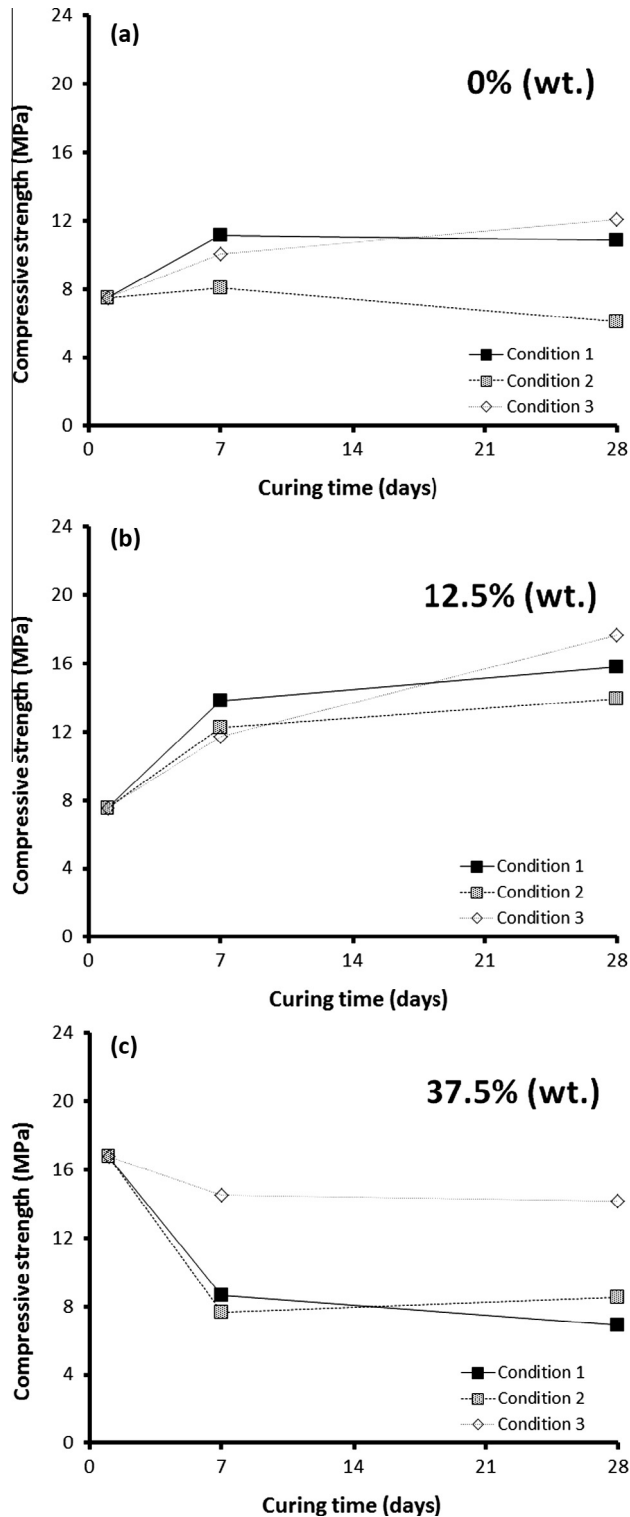 (a)
0% (wt.)
Compressive strength (MPa)
24
20
16
12
8
4
0
Condition 1
Condition 2
Condition 3
0 7 14 21 28
Curing time (days)
(b)
12.5% (wt.)
Compressive strength (MPa)
24
20
16
12
8
4
0
Condition 1
Condition 2
Condition 3
0 7 14 21 28
Curing time (days)
(c)
37.5% (wt.)
Compressive strength (MPa)
24
20
16
12
8
4
0
Condition 1
Condition 2
Condition 3
0 7 14 21 28
Curing time (days)